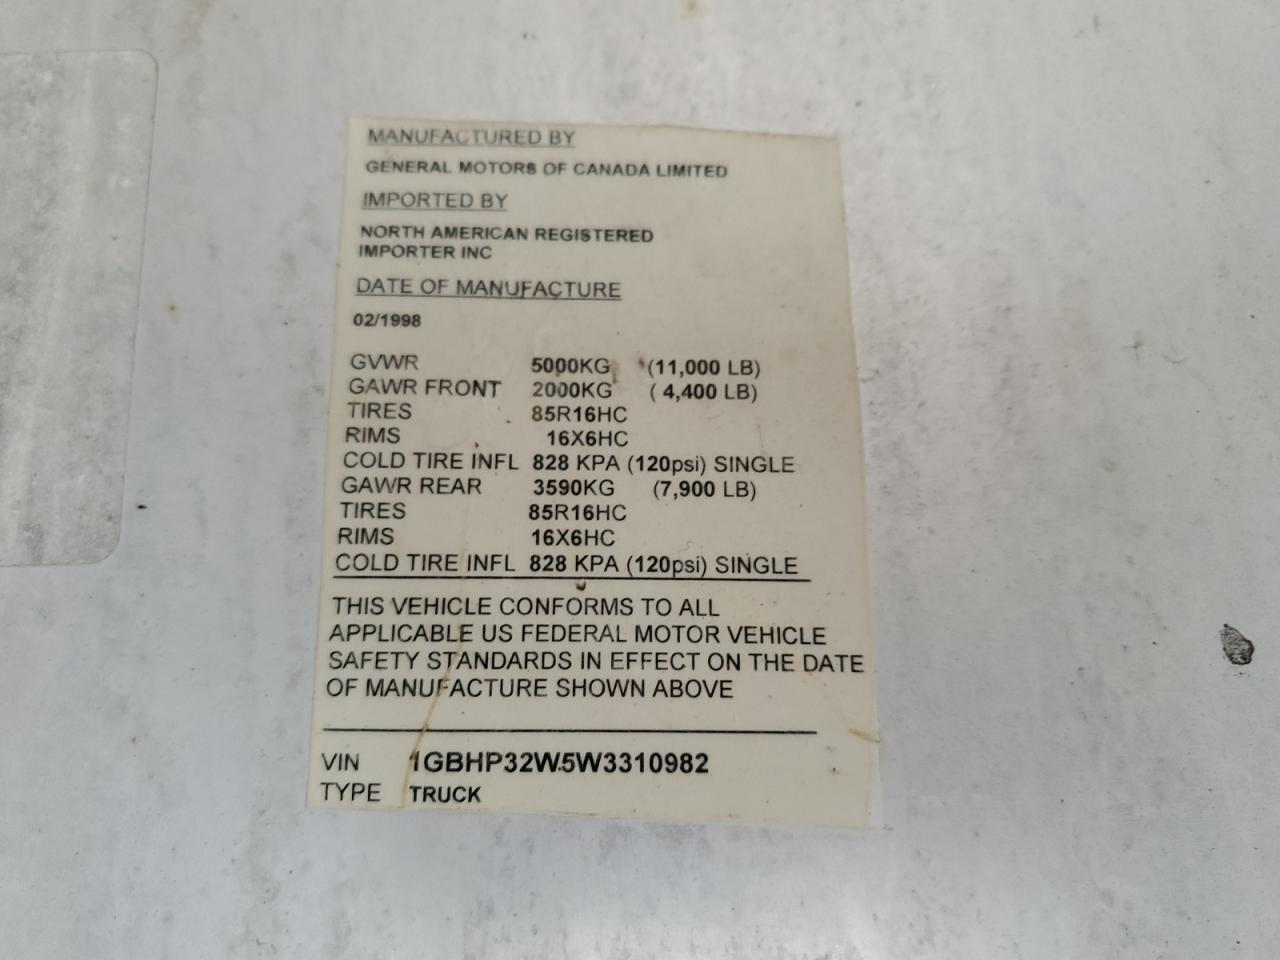 MANUFACTURED BY
GENERAL MOTORS OF CANADA LIMITED
IMPORTED BY
NORTH AMERICAN REGISTERED
IMPORTER INC
DATE OF MANUFACTURE
02/1998
GVWR 5000KG (11,000 LB)
GAWR FRONT 2000KG ( 4,400 LB)
TIRES 85R16HC
RIMS 16X6HC
COLD TIRE INFL 828 KPA (120psi) SINGLE
GAWR REAR 3590KG (7,900 LB)
TIRES 85R16HC
RIMS 16X6HC
COLD TIRE INFL 828 KPA (120psi) SINGLE
THIS VEHICLE CONFORMS TO ALL
APPLICABLE US FEDERAL MOTOR VEHICLE
SAFETY STANDARDS IN EFFECT ON THE DATE
OF MANUFACTURE SHOWN ABOVE
VIN 1GBHP32W5W3310982
TYPE TRUCK